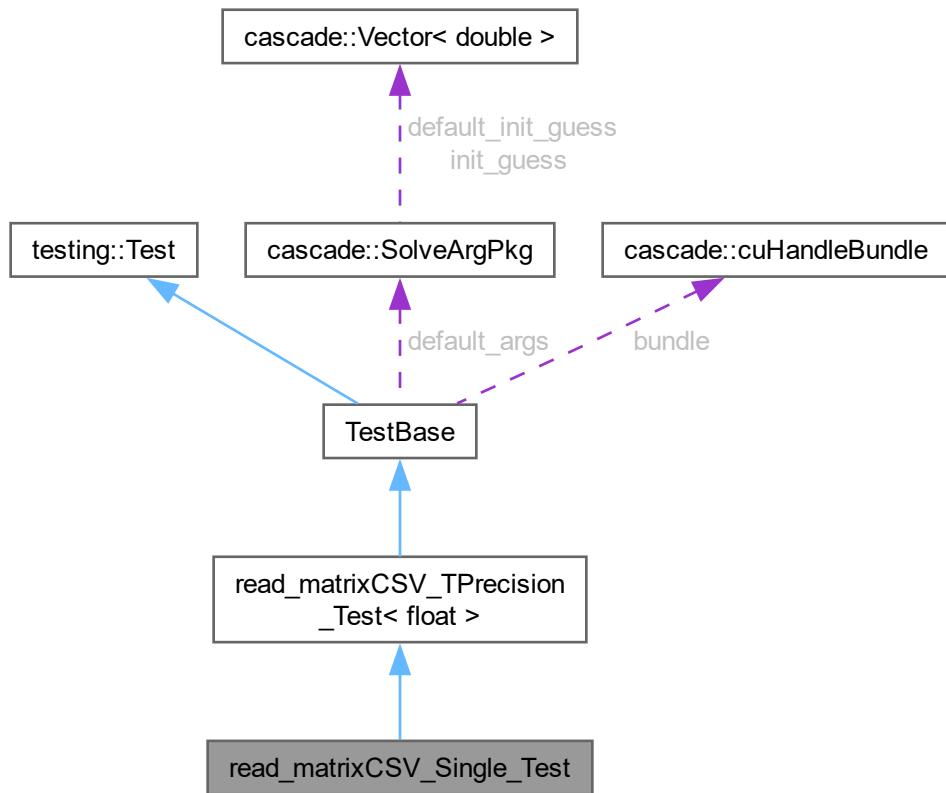 cascade::Vector< double >
default_init_guess
init_guess
testing::Test
cascade::SolveArgPkg
cascade::cuHandleBundle
default_args
bundle
TestBase
read_matrixCSV_TPrecision
_Test< float >
read_matrixCSV_Single_Test